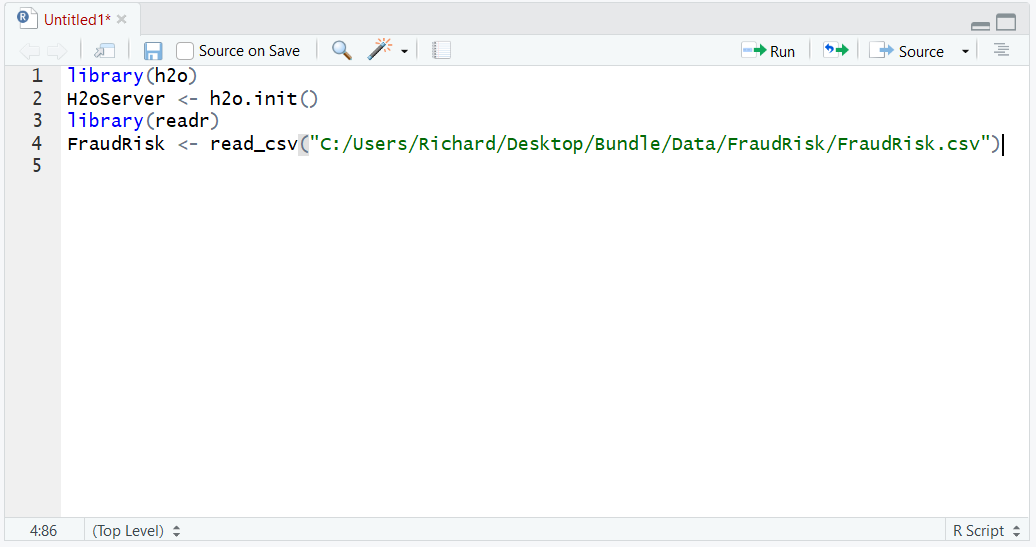 Untitled1*
Source on Save
Run
Source
1 library(h2o)
2 H2oServer <- h2o.init()
3 library(readr)
4 FraudRisk <- read_csv("C:/Users/Richard/Desktop/Bundle/Data/FraudRisk/FraudRisk.csv")
5
4:86
(Top Level)
R Script